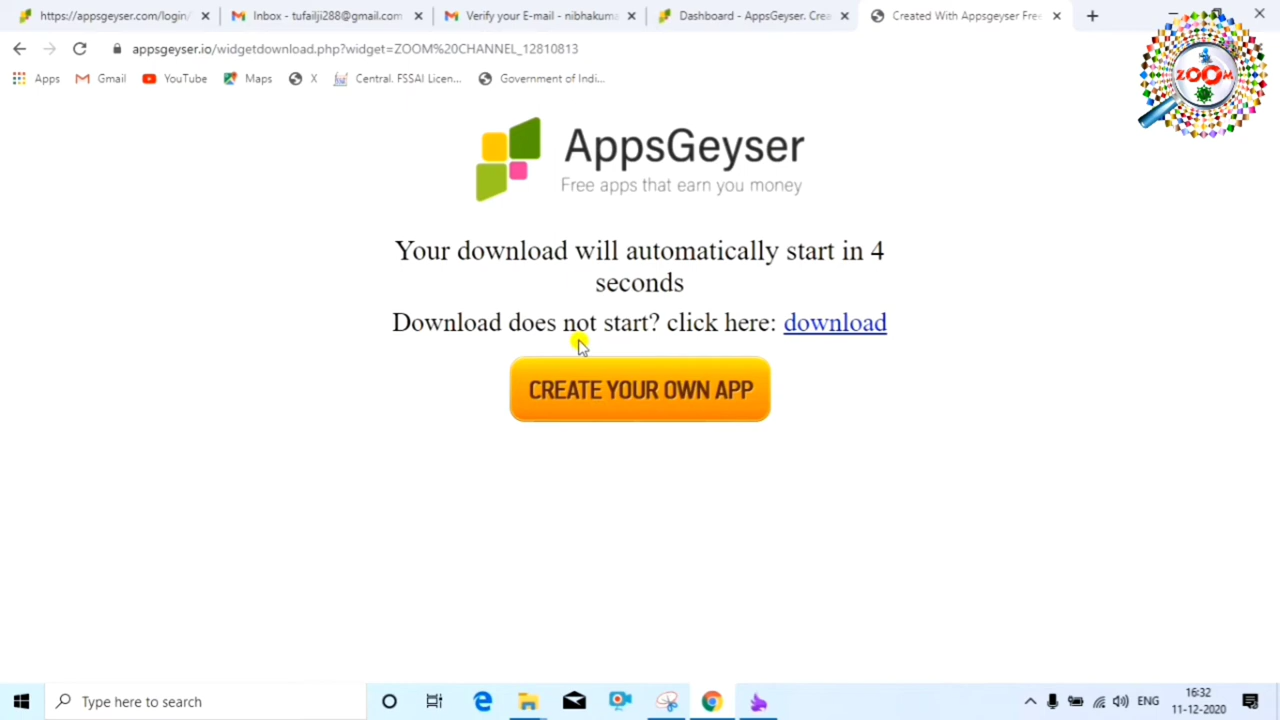 https://appsgeyser.com/login/
Inbox - tufailji288@gmail.com
Verify your E-mail - nibhakuma
Dashboard - AppsGeyser. Crea
Created With Appsgeyser Free
appsgeyser.io/widgetdownload.php?widget=ZOOM%20CHANNEL_12810813
Apps
Gmail
YouTube
Maps
X
Central. FSSAI Licen...
Government of Indi...
ZOOM
AppsGeyser
Free apps that earn you money
Your download will automatically start in 4
seconds
Download does not start? click here: download
CREATE YOUR OWN APP
Type here to search
ENG
16:32
11-12-2020